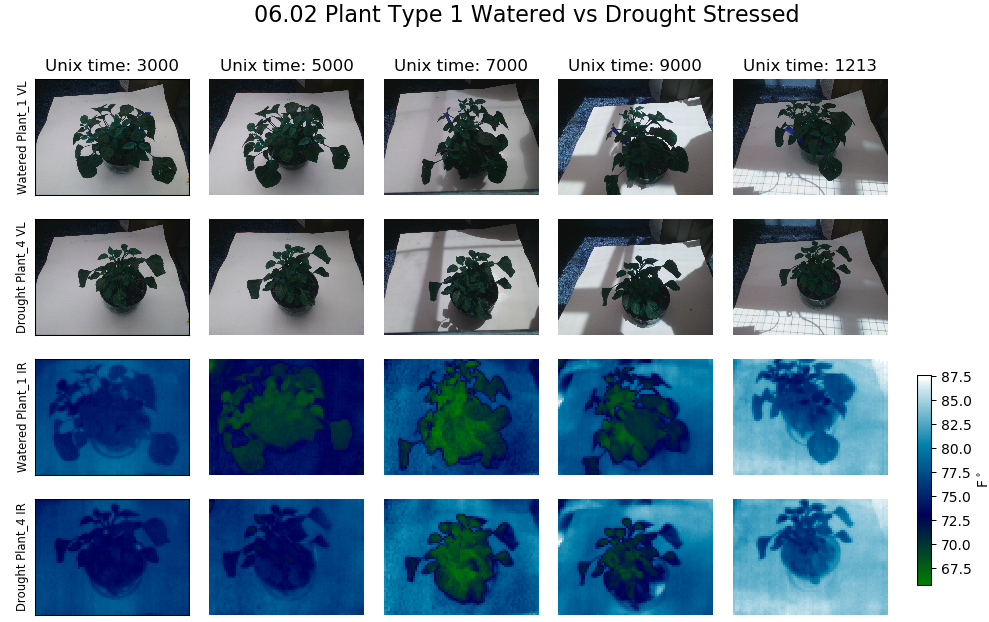 06.02 Plant Type 1 Watered vs Drought Stressed
Unix time: 3000
Unix time: 5000
Unix time: 7000
Unix time: 9000
Unix time: 1213
Watered Plant_1 VL
Drought Plant_4 VL
Watered Plant_1 IR
Drought Plant_4 IR
87.5
85.0
82.5
80.0
77.5
75.0
72.5
70.0
67.5
F°